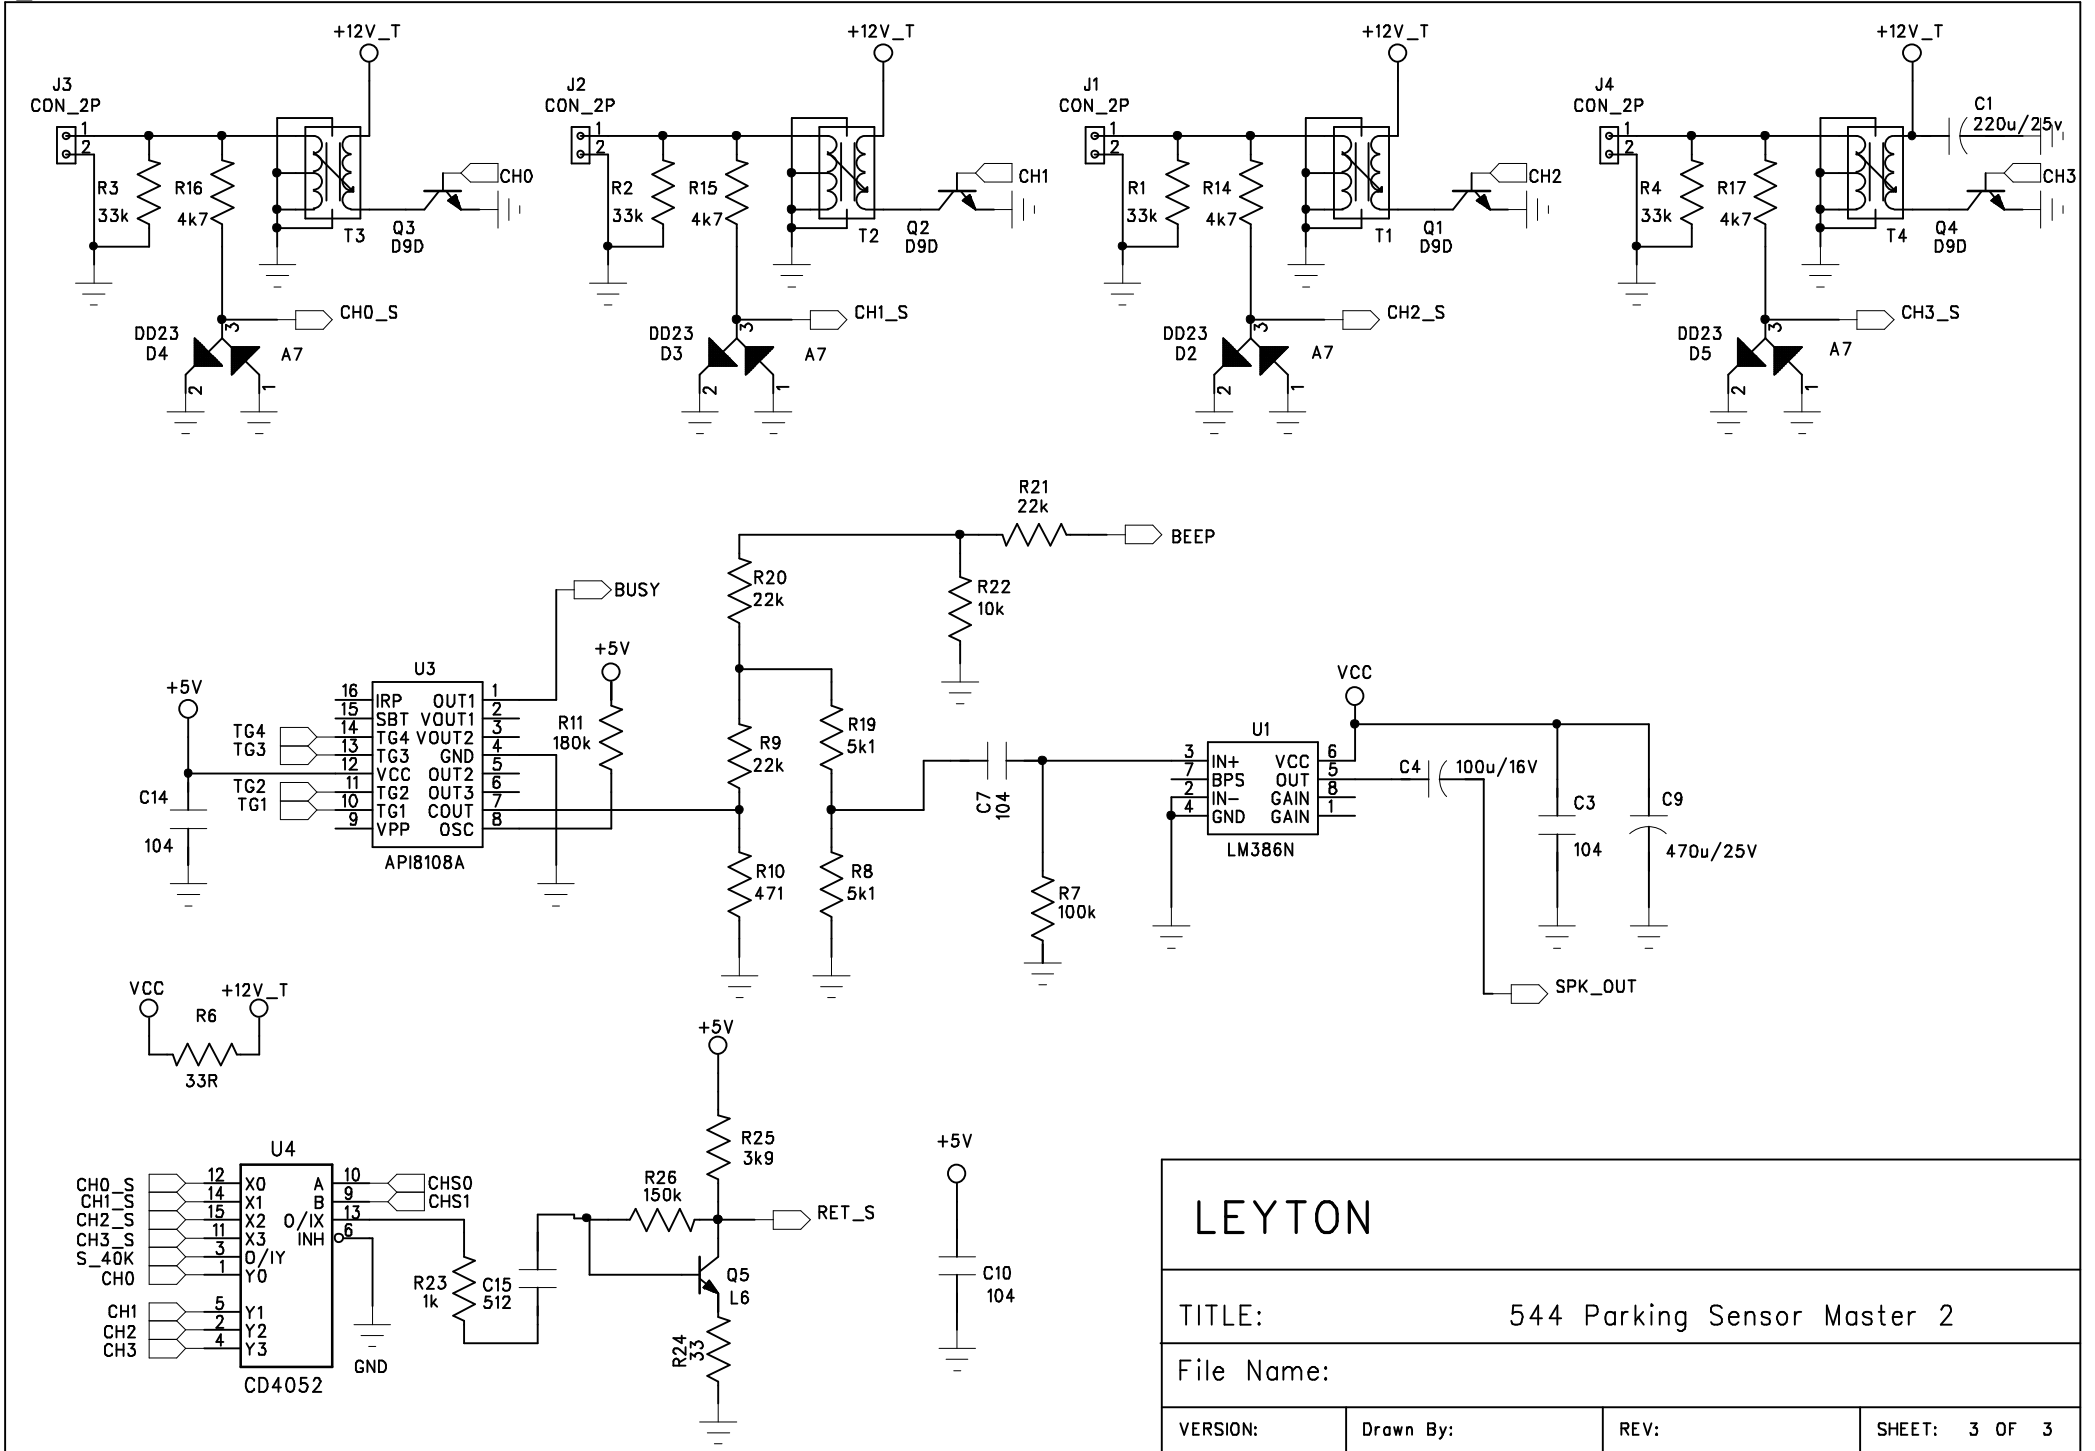 +12V_T
+12V_T
+12V_T
+12V_T
J3
CON_2P
1
2
R3
33k
R16
4k7
T3
Q3
D9D
CH0
CH0_S
DD23
D4
3
A7
2
1
J2
CON_2P
1
2
R2
33k
R15
4k7
T2
Q2
D9D
CH1
CH1_S
DD23
D3
3
A7
2
1
J1
CON_2P
1
2
R1
33k
R14
4k7
T1
Q1
D9D
CH2
CH2_S
DD23
D2
3
A7
2
1
J4
CON_2P
1
2
R4
33k
R17
4k7
T4
C1
220u/25v
Q4
D9D
CH3
CH3_S
DD23
D5
3
A7
2
1
R21
22k
BEEP
R20
22k
R22
10k
BUSY
+5V
R11
180k
+5V
C14
104
U3
TG4
TG3
TG2
TG1
16 IRP OUT1 1
15 SBT VOUT1 2
14 TG4 VOUT2 3
13 TG3 GND 4
12 VCC OUT2 5
11 TG2 OUT3 6
10 TG1 COUT 7
9 VPP OSC 8
API8108A
R9
22k
R19
5k1
R10
471
R8
5k1
C7
104
R7
100k
VCC
U1
3 IN+ VCC 6
7 BPS OUT 5
2 IN- GAIN 8
4 GND GAIN 1
LM386N
C4
100u/16V
C3
104
C9
470u/25V
SPK_OUT
VCC
+12V_T
R6
33R
+5V
R25
3k9
R26
150k
RET_S
Q5
L6
R24
33
+5V
C10
104
U4
CH0_S 12 X0 A 10 CHS0
CH1_S 14 X1 B 9 CHS1
CH2_S 15 X2 O/IX 13
CH3_S 11 X3 INH 6
S_40K 3 O/IY
CH0 1 Y0
CH1 5 Y1
CH2 2 Y2
CH3 4 Y3
CD4052
GND
R23
1k
C15
512
LEYTON
TITLE: 544 Parking Sensor Master 2
File Name:
VERSION: Drawn By: REV: SHEET: 3 OF 3